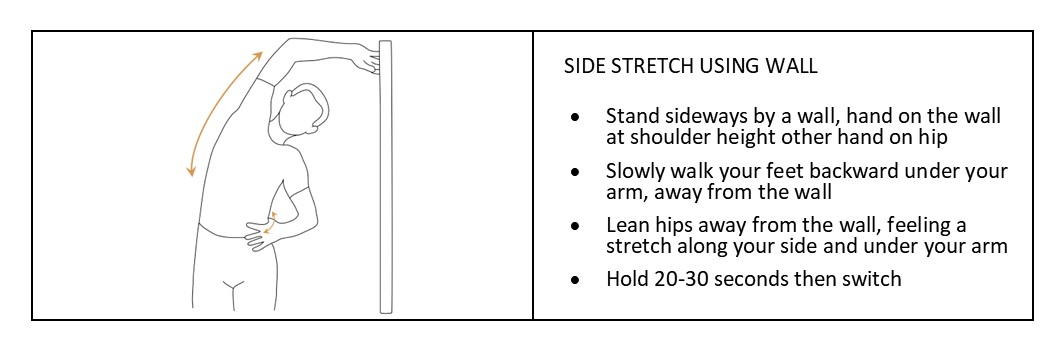 SIDE STRETCH USING WALL
• Stand sideways by a wall, hand on the wall
at shoulder height other hand on hip
• Slowly walk your feet backward under your
arm, away from the wall
• Lean hips away from the wall, feeling a
stretch along your side and under your arm
• Hold 20-30 seconds then switch